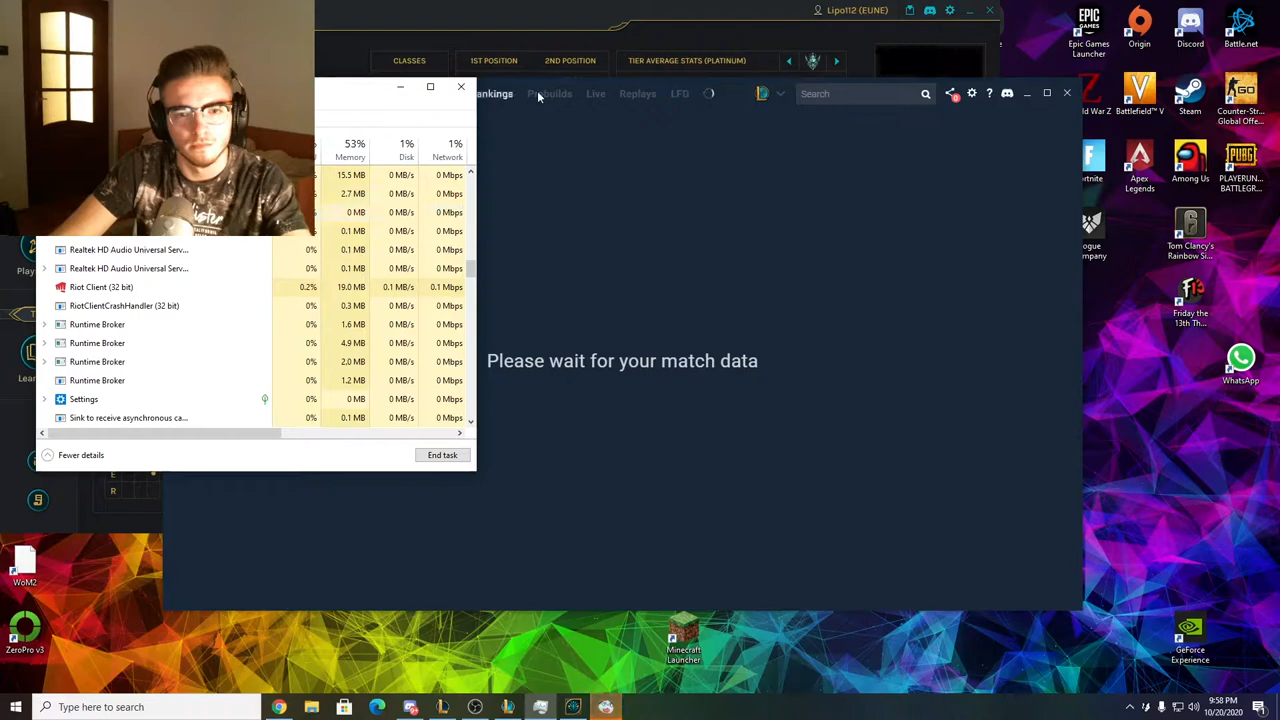 Lipo112 (EUNE)
CLASSES
1ST POSITION
2ND POSITION
TIER AVERAGE STATS (PLATINUM)
ankings
Probuilds
Live
Replays
LFD
Search
53%
1%
1%
Memory
Disk
Network
15.5 MB 0 MB/s 0 Mbps
2.7 MB 0 MB/s 0 Mbps
0 MB 0 MB/s 0 Mbps
0.1 MB 0 MB/s 0 Mbps
Realtek HD Audio Universal Serv... 0% 0.1 MB 0 MB/s 0 Mbps
Realtek HD Audio Universal Serv... 0% 0.1 MB 0 MB/s 0 Mbps
Riot Client (32 bit) 0.2% 19.0 MB 0.1 MB/s 0.1 Mbps
RiotClientCrashHandler (32 bit) 0% 0.3 MB 0 MB/s 0 Mbps
Runtime Broker 0% 1.6 MB 0 MB/s 0 Mbps
Runtime Broker 0% 4.9 MB 0 MB/s 0 Mbps
Runtime Broker 0% 2.0 MB 0 MB/s 0 Mbps
Runtime Broker 0% 1.2 MB 0 MB/s 0 Mbps
Settings 0% 0 MB 0 MB/s 0 Mbps
Sink to receive asynchronous ca... 0% 0.1 MB 0 MB/s 0 Mbps
Fewer details
End task
Please wait for your match data
Play
Lear
E
R
Epic Games
Launcher
Origin
Discord
Battle.net
d War Z
Battlefield™ V
Steam
Counter-Str...
Global Offe...
rtnite
Apex
Legends
Among Us
PLAYERUN...
BATTLEGR...
ogue
ompany
Tom Clancy's
Rainbow Si...
Friday the
13th Th...
WhatsApp
WoM2
ZeroPro v3
Minecraft
Launcher
GeForce
Experience
Type here to search
9:58 PM
10/20/2020